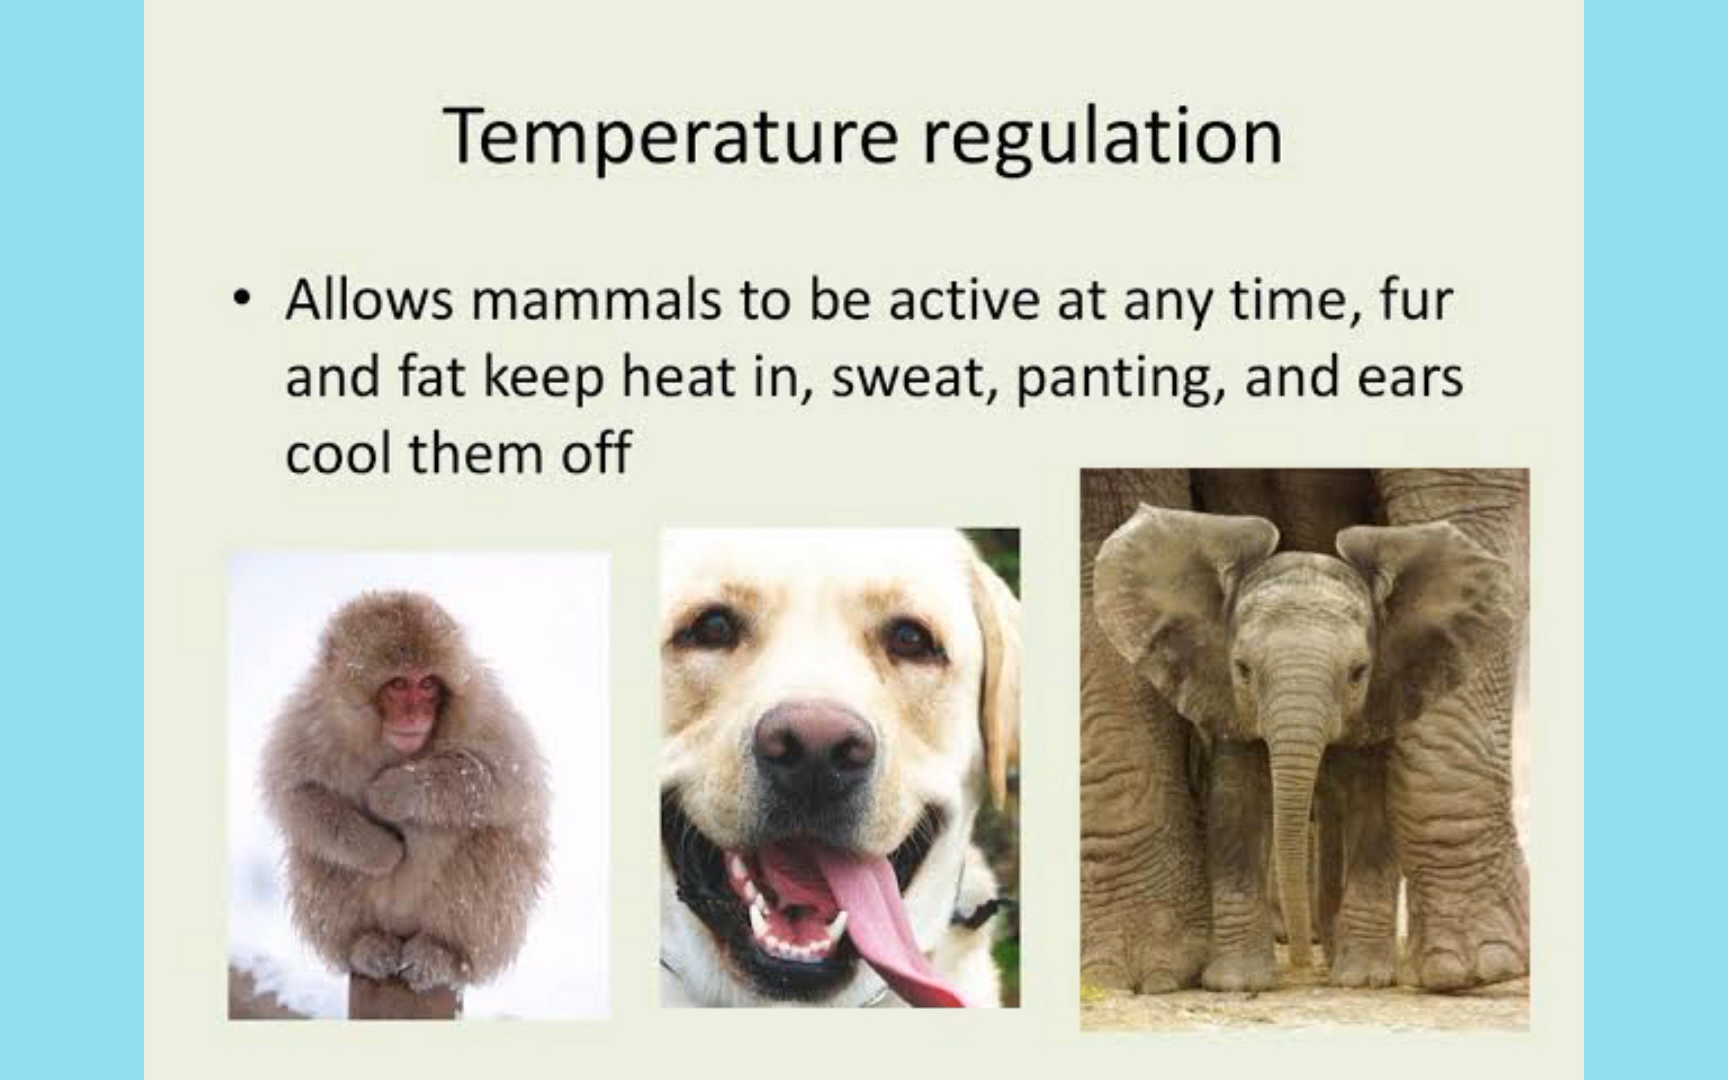 Temperature regulation
• Allows mammals to be active at any time, fur
and fat keep heat in, sweat, panting, and ears
cool them off